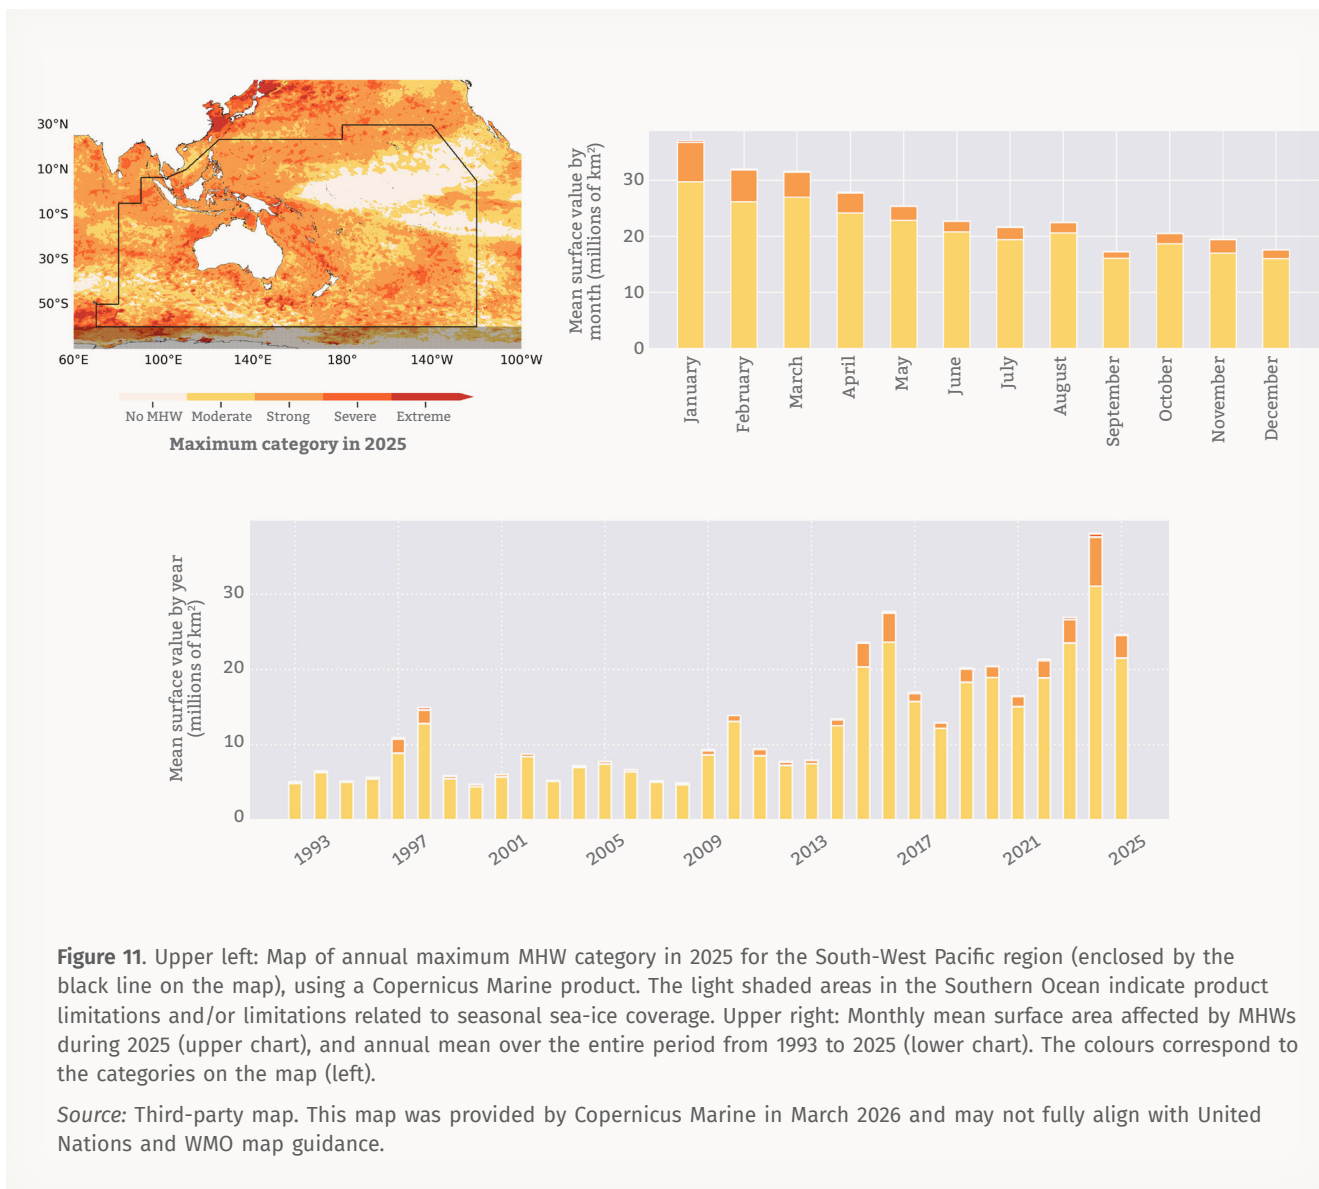 30°N
10°N
10°S
30°S
50°S
60°E 100°E 140°E 180° 140°W 100°W
No MHW Moderate Strong Severe Extreme
Maximum category in 2025
Mean surface value by
month (millions of km²)
30
20
10
0
January
February
March
April
May
June
July
August
September
October
November
December
Mean surface value by year
(millions of km²)
30
20
10
0
1993
1997
2001
2005
2009
2013
2017
2021
2025
Figure 11. Upper left: Map of annual maximum MHW category in 2025 for the South-West Pacific region (enclosed by the
black line on the map), using a Copernicus Marine product. The light shaded areas in the Southern Ocean indicate product
limitations and/or limitations related to seasonal sea-ice coverage. Upper right: Monthly mean surface area affected by MHWs
during 2025 (upper chart), and annual mean over the entire period from 1993 to 2025 (lower chart). The colours correspond to
the categories on the map (left).
Source: Third-party map. This map was provided by Copernicus Marine in March 2026 and may not fully align with United
Nations and WMO map guidance.